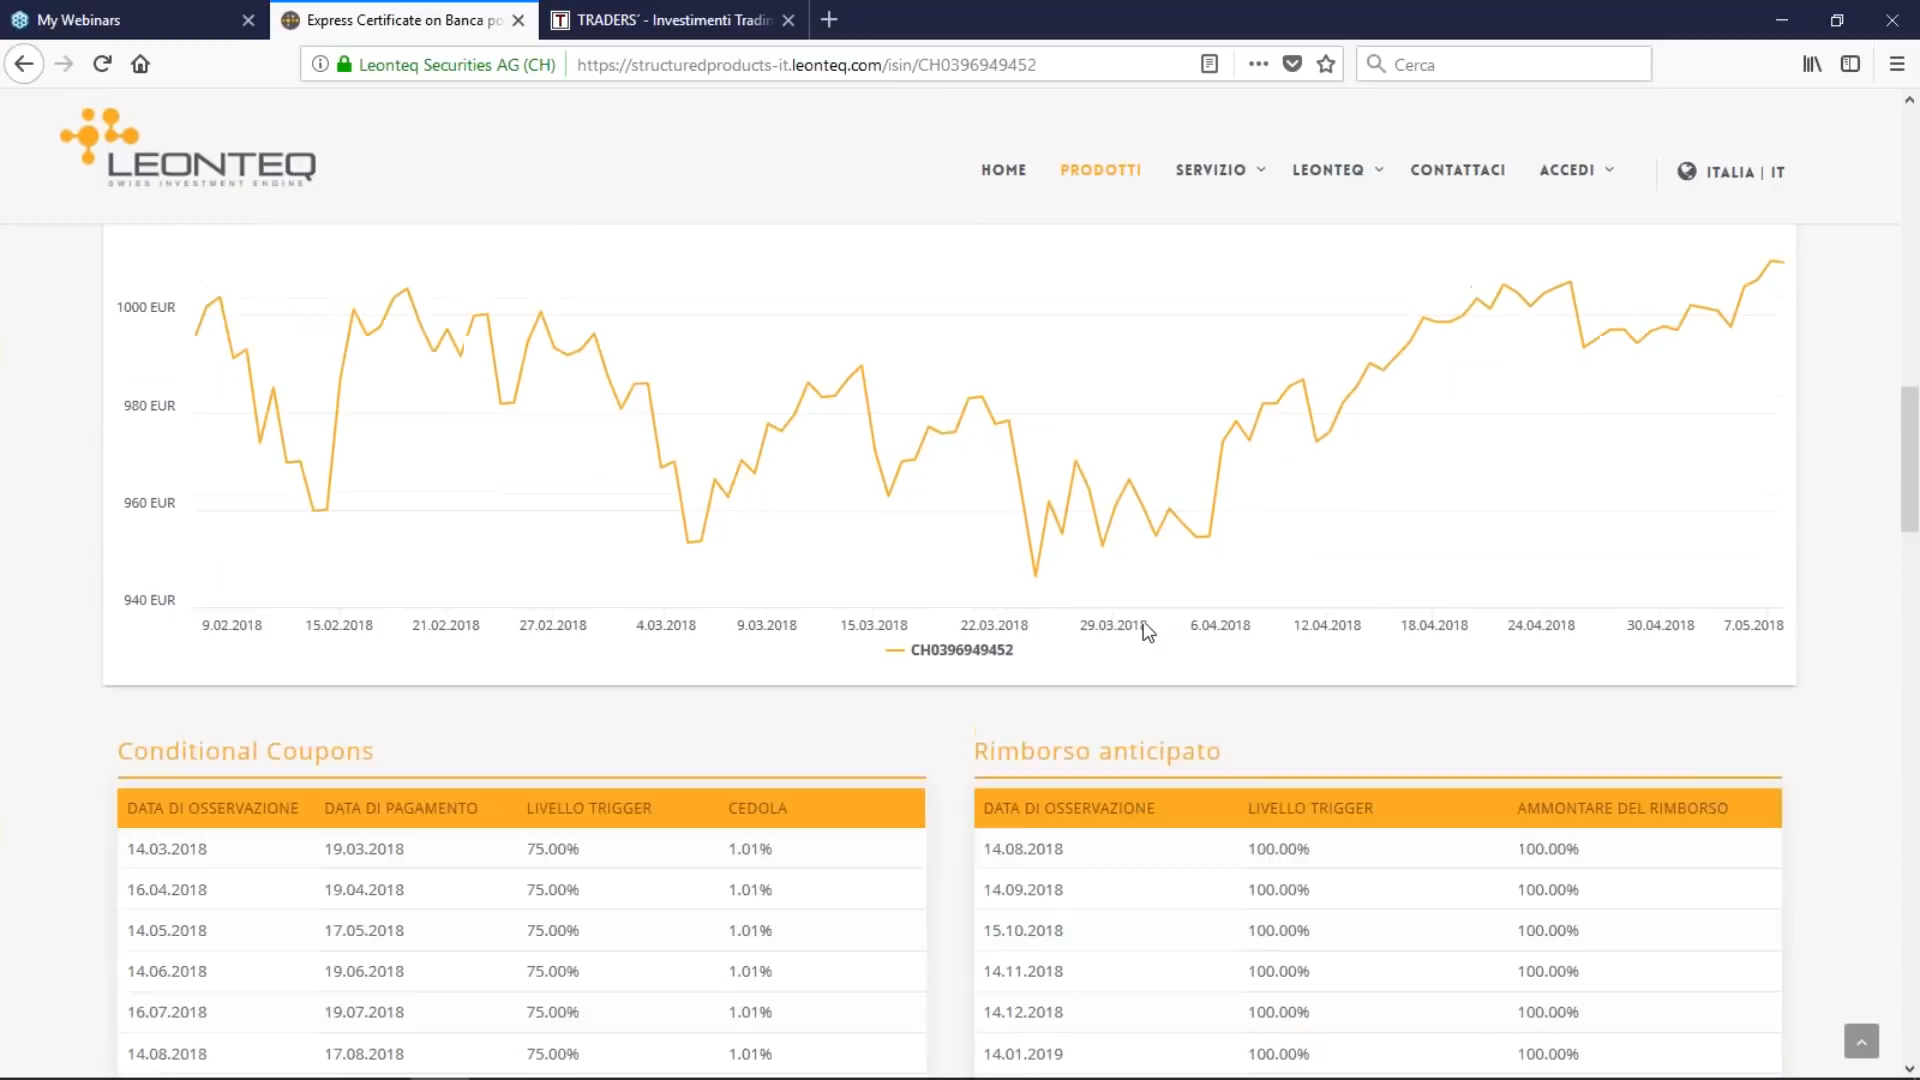 My Webinars
Express Certificate on Banca po
TRADERS´ - Investimenti Tradin
Leonteq Securities AG (CH)
https://structuredproducts-it.leonteq.com/isin/CH0396949452
Cerca
LEONTEQ
SWISS INVESTMENT ENGINE
HOME
PRODOTTI
SERVIZIO
LEONTEQ
CONTATTACI
ACCEDI
ITALIA | IT
1000 EUR
980 EUR
960 EUR
940 EUR
9.02.2018 15.02.2018 21.02.2018 27.02.2018 4.03.2018 9.03.2018 15.03.2018 22.03.2018 29.03.2018 6.04.2018 12.04.2018 18.04.2018 24.04.2018 30.04.2018 7.05.2018
CH0396949452
Conditional Coupons
DATA DI OSSERVAZIONE DATA DI PAGAMENTO LIVELLO TRIGGER CEDOLA
14.03.2018 19.03.2018 75.00% 1.01%
16.04.2018 19.04.2018 75.00% 1.01%
14.05.2018 17.05.2018 75.00% 1.01%
14.06.2018 19.06.2018 75.00% 1.01%
16.07.2018 19.07.2018 75.00% 1.01%
14.08.2018 17.08.2018 75.00% 1.01%
Rimborso anticipato
DATA DI OSSERVAZIONE LIVELLO TRIGGER AMMONTARE DEL RIMBORSO
14.08.2018 100.00% 100.00%
14.09.2018 100.00% 100.00%
15.10.2018 100.00% 100.00%
14.11.2018 100.00% 100.00%
14.12.2018 100.00% 100.00%
14.01.2019 100.00% 100.00%